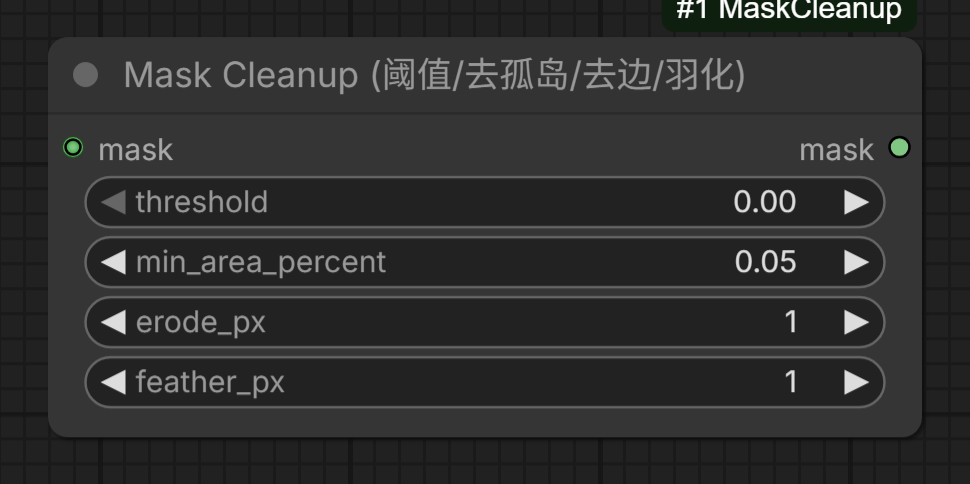 #1 MaskCleanup
Mask Cleanup (阈值/去孤岛/去边/羽化)
mask mask
threshold 0.00
min_area_percent 0.05
erode_px 1
feather_px 1